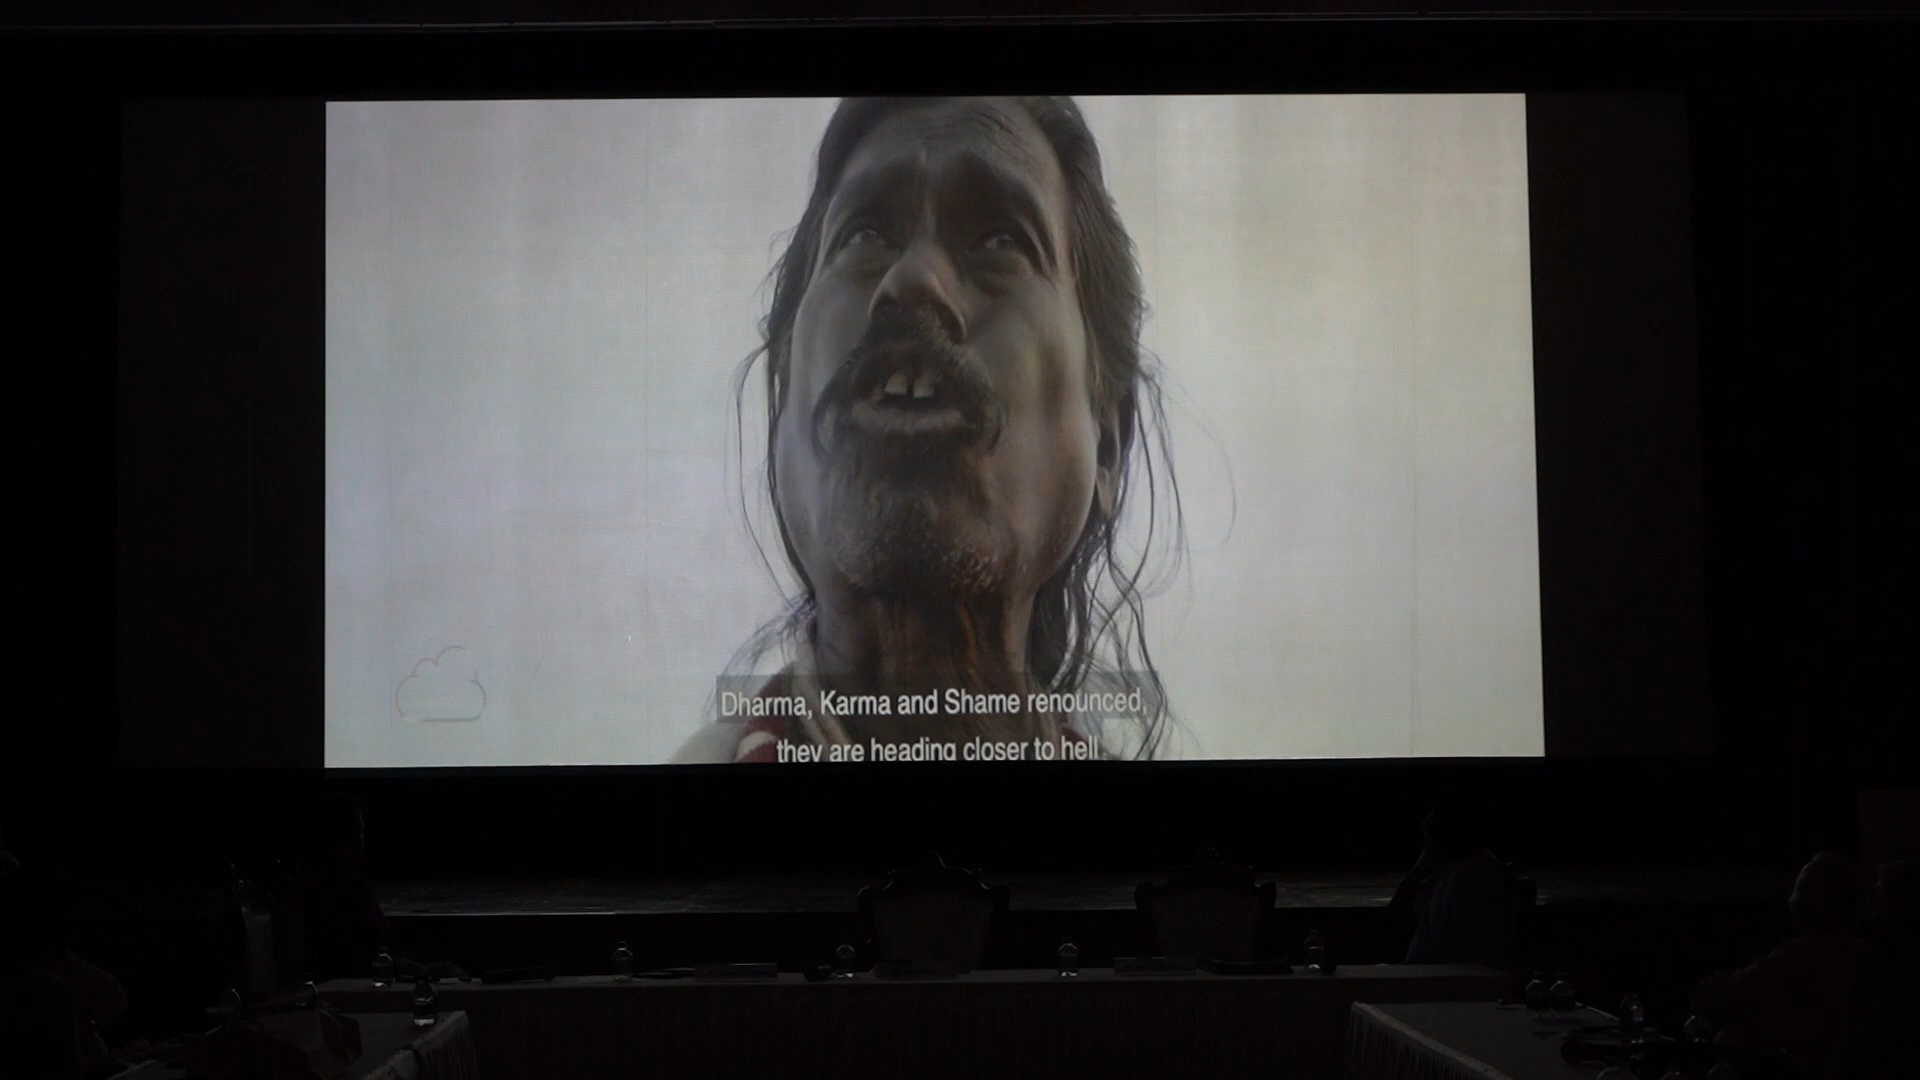 Dharma, Karma and Shame renounced,
they are heading closer to hell